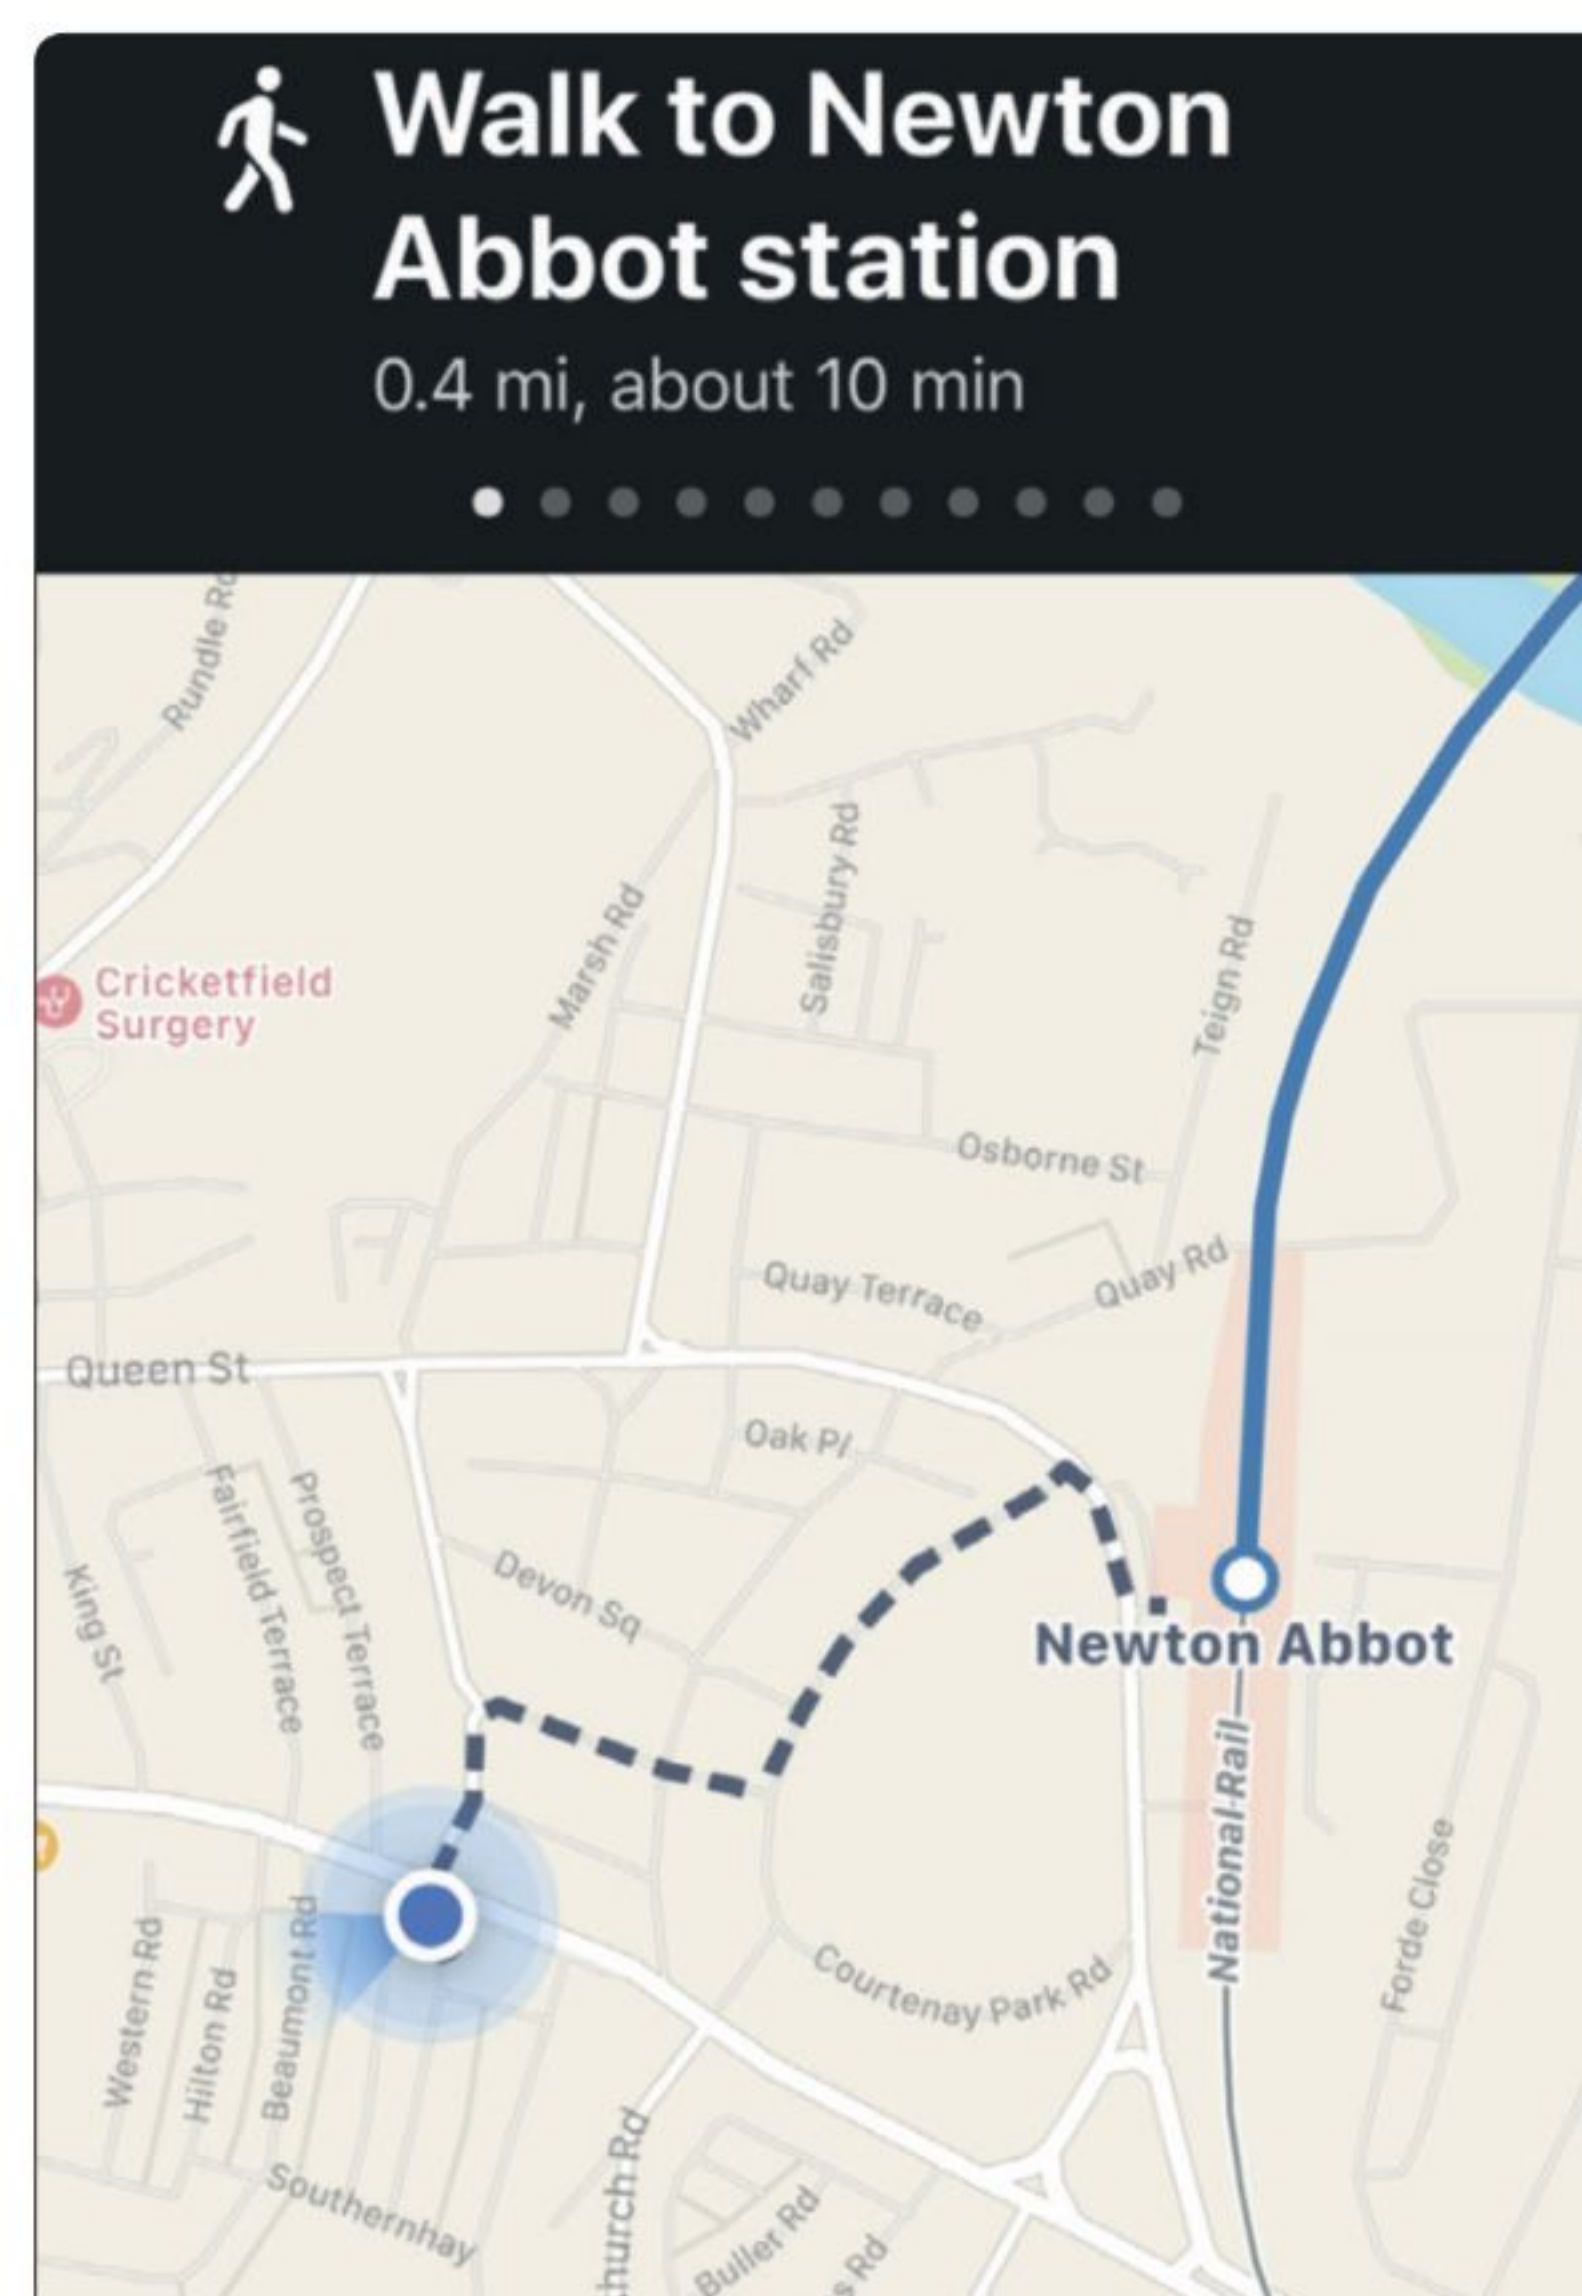 Walk to Newton
Abbot station
0.4 mi, about 10 min
Rundle Rd
Wharf Rd
Salisbury Rd
Marsh Rd
Teign Rd
Cricketfield
Surgery
Osborne St
Quay Terrace
Quay Rd
Queen St
Oak Pl
Fairfield Terrace
Prospect Terrace
King St
Devon Sq
Newton Abbot
National Rail
Forde Close
Courtenay Park Rd
Western Rd
Hilton Rd
Beaumont Rd
Southernhay
hurch Rd
Buller Rd
s Rd